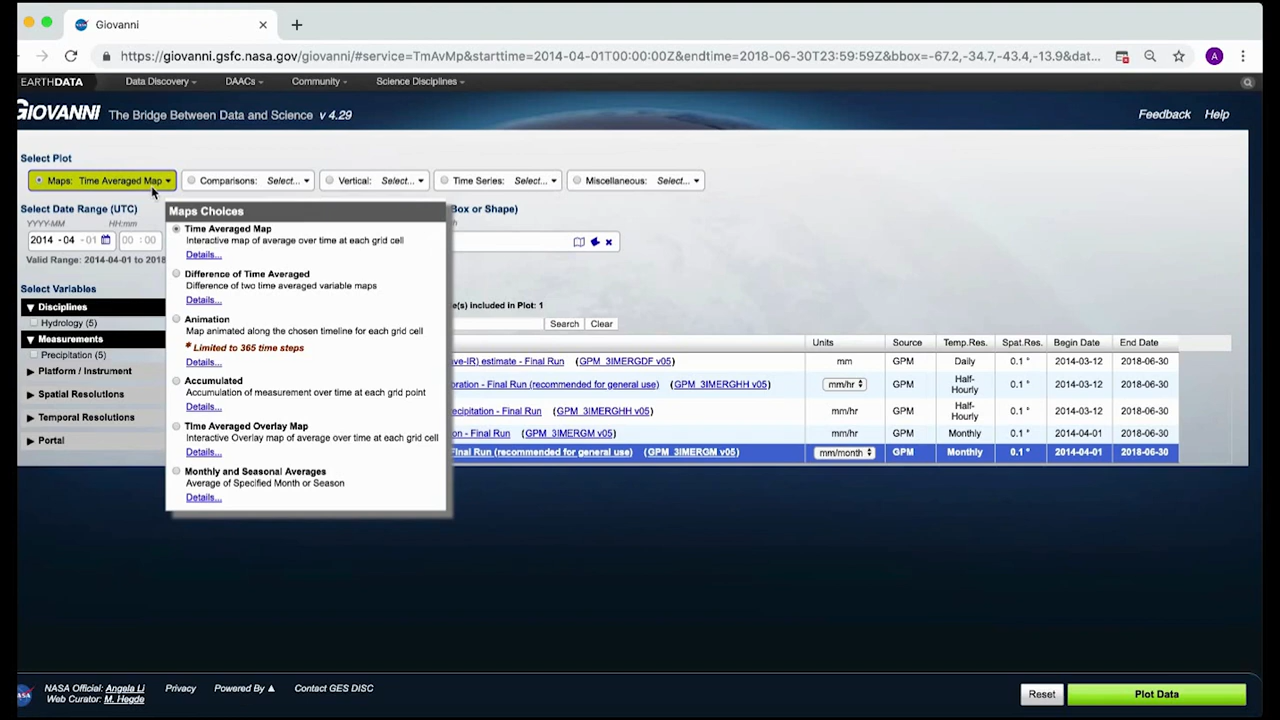 Giovanni
https://giovanni.gsfc.nasa.gov/giovanni/#service=TmAvMp&starttime=2014-04-01T00:00:00Z&endtime=2018-06-30T23:59:59Z&bbox=-67.2,-34.7,-43.4,-13.9&dat...
A
EARTHDATA Data Discovery DAACs Community Science Disciplines
GIOVANNI The Bridge Between Data and Science v 4.29 Feedback Help
Select Plot
Maps: Time Averaged Map Comparisons: Select... Vertical: Select... Time Series: Select... Miscellaneous: Select...
Select Date Range (UTC) Box or Shape)
YYYY-MM HH:mm
2014 - 04 - 01 00 : 00
Valid Range: 2014-04-01 to 2018
Maps Choices
Time Averaged Map
Interactive map of average over time at each grid cell
Details...
Difference of Time Averaged
Difference of two time averaged variable maps
Details...
Animation
Map animated along the chosen timeline for each grid cell
* Limited to 365 time steps
Details...
Accumulated
Accumulation of measurement over time at each grid point
Details...
Time Averaged Overlay Map
Interactive Overlay map of average over time at each grid cell
Details...
Monthly and Seasonal Averages
Average of Specified Month or Season
Details...
Select Variables
Disciplines
Hydrology (5)
Measurements
Precipitation (5)
Platform / Instrument
Spatial Resolutions
Temporal Resolutions
Portal
e(s) included in Plot: 1
Search Clear
Units Source Temp.Res. Spat.Res. Begin Date End Date
ve-IR) estimate - Final Run (GPM_3IMERGDF v05) mm GPM Daily 0.1 ° 2014-03-12 2018-06-30
oration - Final Run (recommended for general use) (GPM_3IMERGHH v05) mm/hr GPM Half-Hourly 0.1 ° 2014-03-12 2018-06-30
ecipitation - Final Run (GPM_3IMERGHH v05) mm/hr GPM Half-Hourly 0.1 ° 2014-03-12 2018-06-30
on - Final Run (GPM_3IMERGM v05) mm/hr GPM Monthly 0.1 ° 2014-04-01 2018-06-30
Final Run (recommended for general use) (GPM_3IMERGM v05) mm/month GPM Monthly 0.1 ° 2014-04-01 2018-06-30
NASA Official: Angela Li
Web Curator: M. Hegde
Privacy Powered By Contact GES DISC
Reset Plot Data